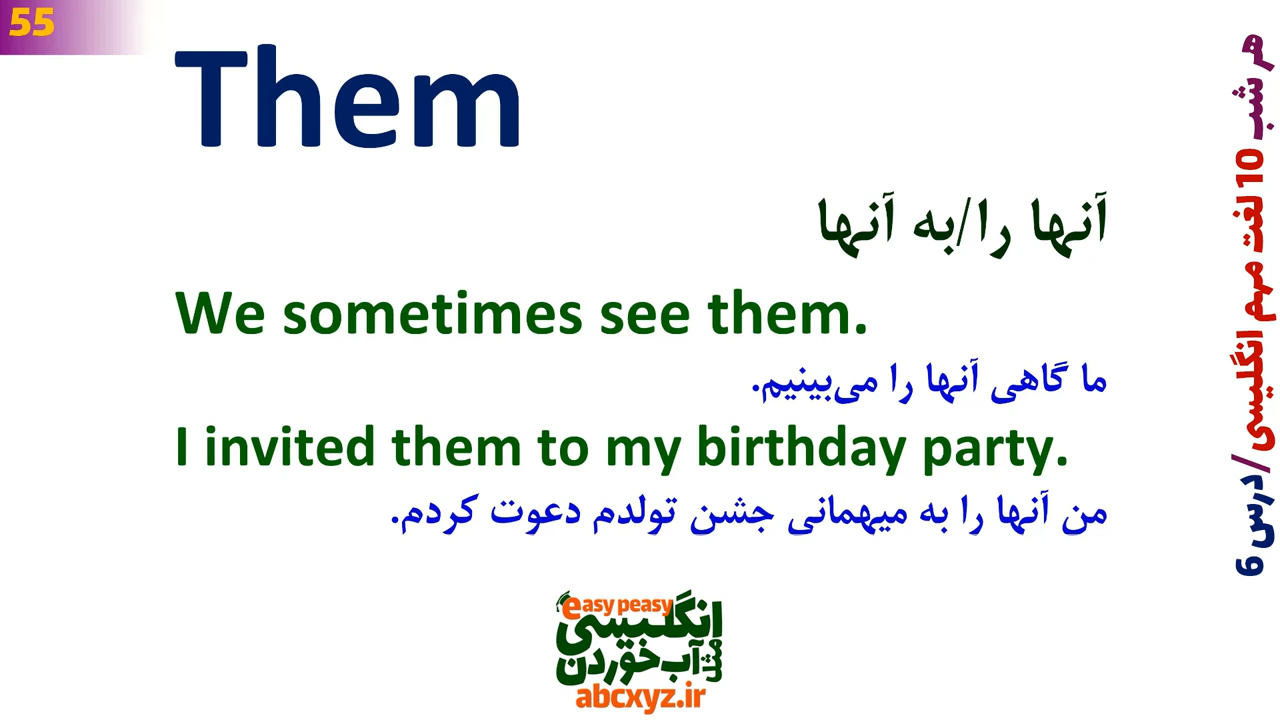 55
Them
آنها را/به آنها
We sometimes see them.
ما گاهی آنها را می‌بینیم.
I invited them to my birthday party.
من آنها را به میهمانی جشن تولدم دعوت کردم.
هر شب 10 لغت مهم انگلیسی/درس 6
easy peasy
انگلیسی
مثل آب خوردن
abcxyz.ir